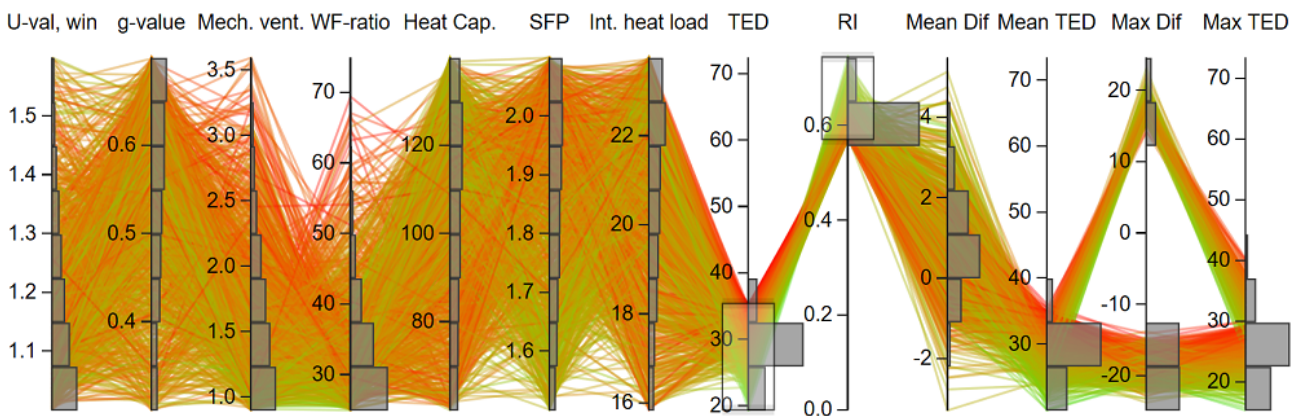 U-val, win g-value Mech. vent. WF-ratio Heat Cap. SFP Int. heat load TED RI Mean Dif Mean TED Max Dif Max TED
1.5 1.4 1.3 1.2 1.1
0.6 0.5 0.4
3.5 3.0 2.5 2.0 1.5 1.0
70 60 50 40 30
120 100 80
2.0 1.9 1.8 1.7 1.6
22 20 18 16
70 60 50 40 30 20
0.6 0.4 0.2 0.0
4 2 0 -2
70 60 50 40 30
20 10 0 -10 -20
70 60 50 40 30 20